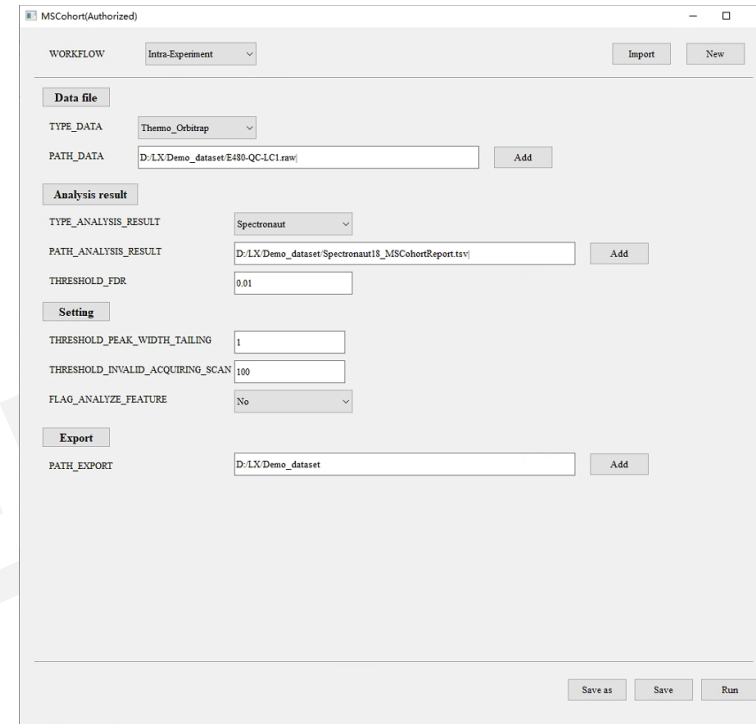 MSCohort(Authorized)
WORKFLOW Intra-Experiment Import New
Data file
TYPE_DATA Thermo_Orbitrap
PATH_DATA D:/LX/Demo_dataset/E480-QC-LC1.raw Add
Analysis result
TYPE_ANALYSIS_RESULT Spectronaut
PATH_ANALYSIS_RESULT D:/LX/Demo_dataset/Spectronaut18_MSCohortReport.tsv Add
THRESHOLD_FDR 0.01
Setting
THRESHOLD_PEAK_WIDTH_TAILING 1
THRESHOLD_INVALID_ACQUIRING_SCAN 100
FLAG_ANALYZE_FEATURE No
Export
PATH_EXPORT D:/LX/Demo_dataset Add
Save as Save Run